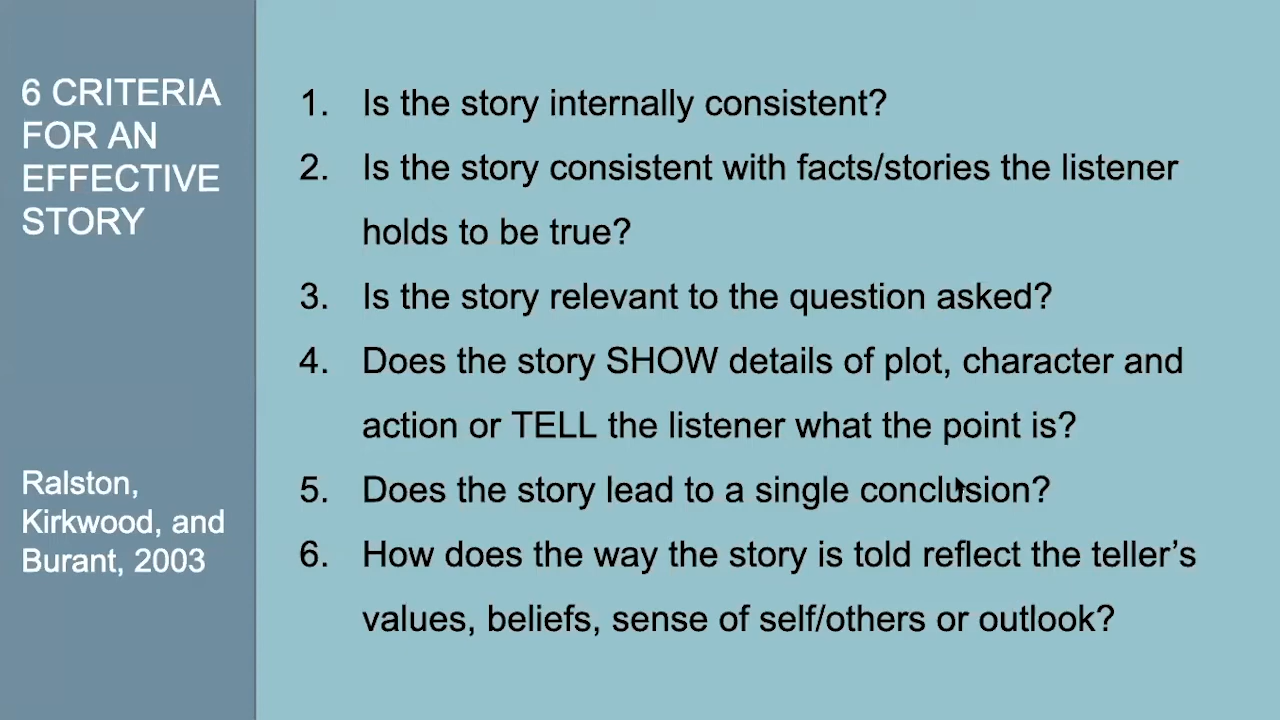 6 CRITERIA
FOR AN
EFFECTIVE
STORY
Ralston,
Kirkwood, and
Burant, 2003
1. Is the story internally consistent?
2. Is the story consistent with facts/stories the listener
holds to be true?
3. Is the story relevant to the question asked?
4. Does the story SHOW details of plot, character and
action or TELL the listener what the point is?
5. Does the story lead to a single conclusion?
6. How does the way the story is told reflect the teller’s
values, beliefs, sense of self/others or outlook?